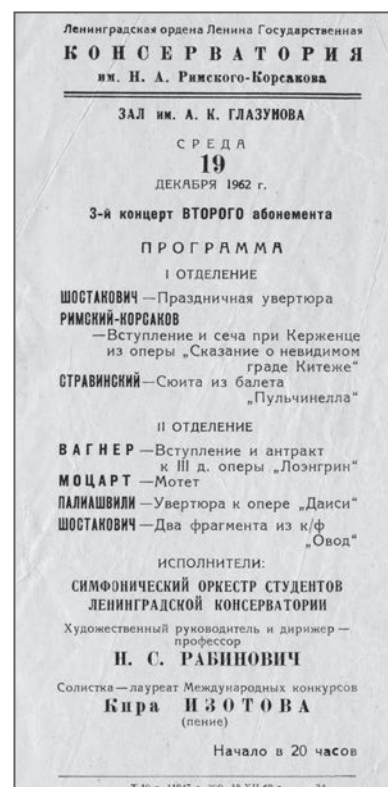 Ленинградская ордена Ленина Государственная
КОНСЕРВАТОРИЯ
им. Н. А. Римского-Корсакова
ЗАЛ им. А. К. ГЛАЗУНОВА
СРЕДА
19
ДЕКАБРЯ 1962 г.
3-й концерт ВТОРОГО абонемента
ПРОГРАММА
I ОТДЕЛЕНИЕ
ШОСТАКОВИЧ — Праздничная увертюра
РИМСКИЙ-КОРСАКОВ
— Вступление и сеча при Керженце
из оперы „Сказание о невидимом
граде Китеже"
СТРАВИНСКИЙ — Сюита из балета
„Пульчинелла"
II ОТДЕЛЕНИЕ
ВАГНЕР — Вступление и антракт
к III д. оперы „Лоэнгрин"
МОЦАРТ — Мотет
ПАЛИАШВИЛИ — Увертюра к опере „Даиси"
ШОСТАКОВИЧ — Два фрагмента из к/ф
„Овод"
ИСПОЛНИТЕЛИ:
СИМФОНИЧЕСКИЙ ОРКЕСТР СТУДЕНТОВ
ЛЕНИНГРАДСКОЙ КОНСЕРВАТОРИИ
Художественный руководитель и дирижер —
профессор
Н. С. РАБИНОВИЧ
Солистка — лауреат Международных конкурсов
Кира ИЗОТОВА
(пение)
Начало в 20 часов